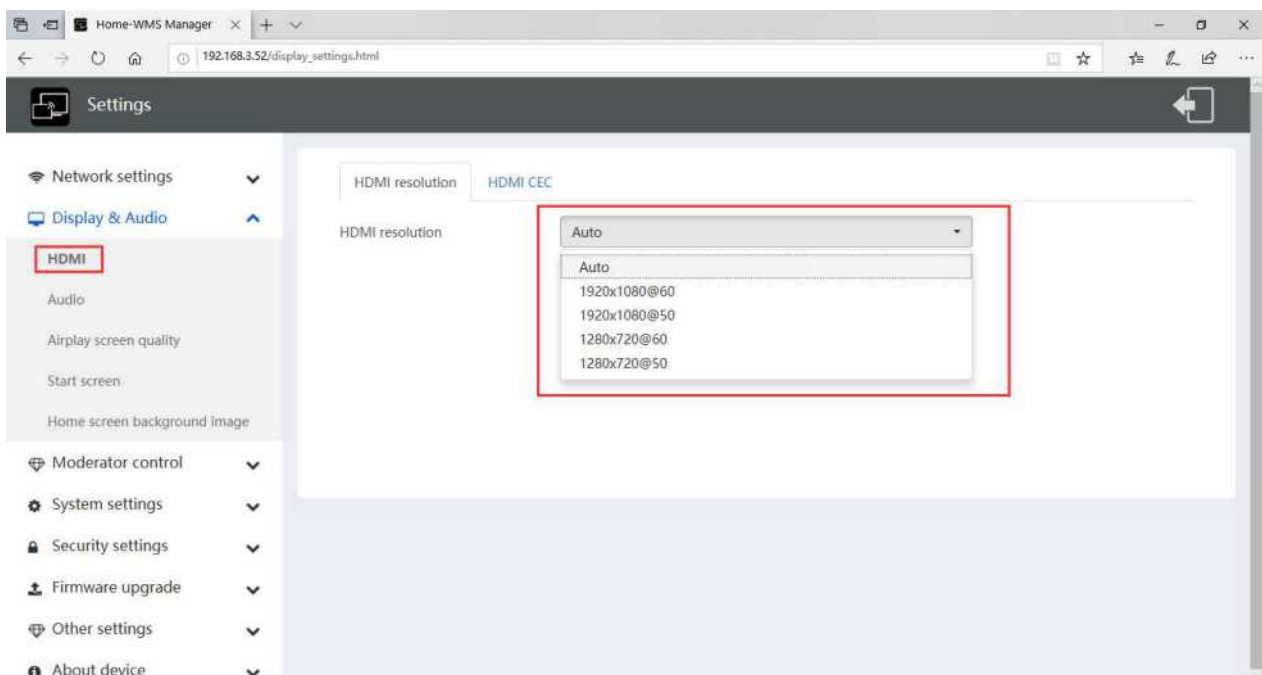 Home-WMS Manager
192.168.3.52/display_settings.html
Settings
Network settings
Display & Audio
HDMI
Audio
Airplay screen quality
Start screen
Home screen background image
Moderator control
System settings
Security settings
Firmware upgrade
Other settings
About device
HDMI resolution HDMI CEC
HDMI resolution Auto
Auto
1920x1080@60
1920x1080@50
1280x720@60
1280x720@50